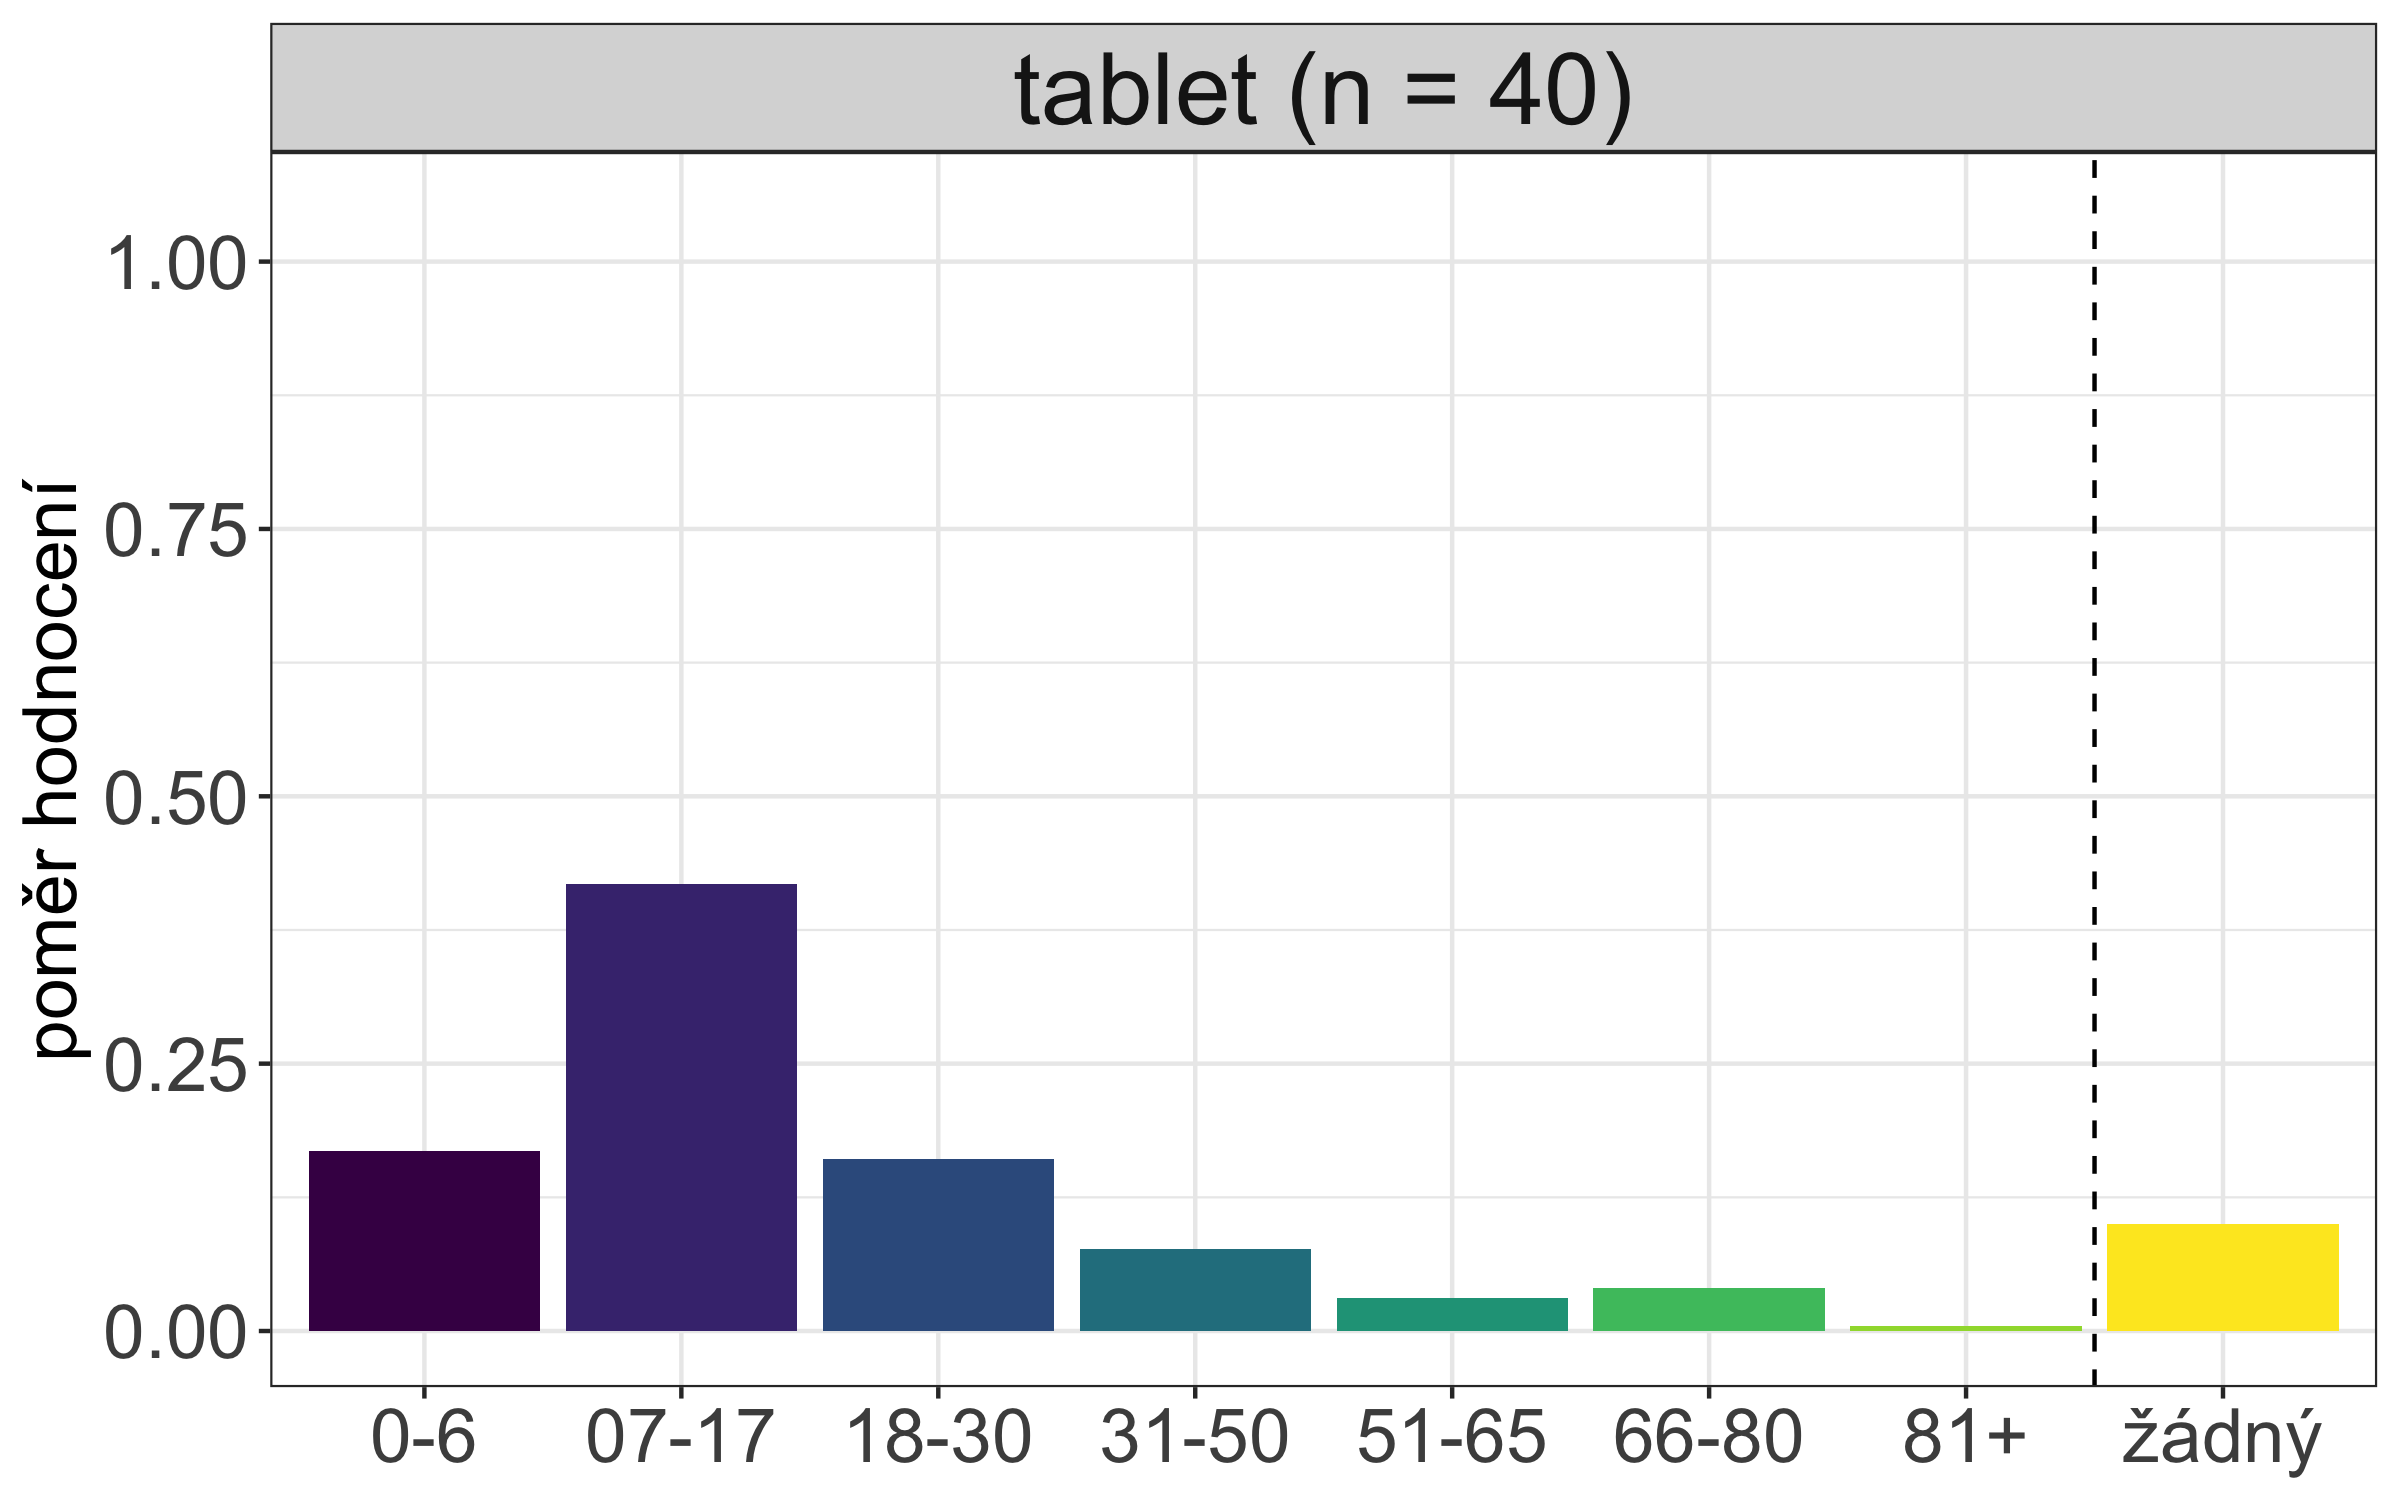 tablet (n = 40)
poměr hodnocení
1.00
0.75
0.50
0.25
0.00
0-6 07-17 18-30 31-50 51-65 66-80 81+ žádný